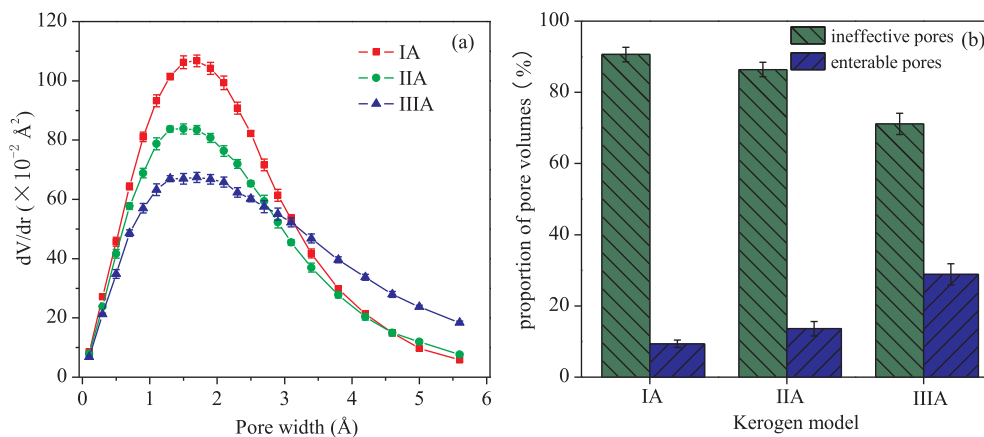 120
100
80
60
40
20
0
dV/dr (×10⁻² Å²)
0 1 2 3 4 5 6
Pore width (Å)
(a)
IA
IIA
IIIA
100
80
60
40
20
0
proportion of pore volumes (%)
ineffective pores
enterable pores
(b)
IA IIA IIIA
Kerogen model